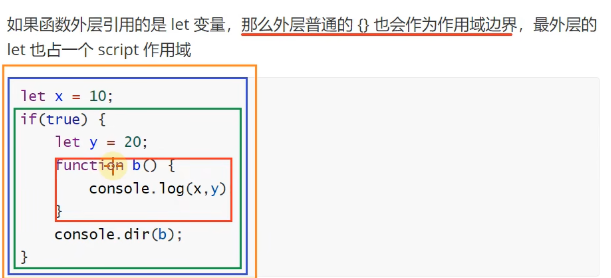 如果函数外层引用的是 let 变量，那么外层普通的 {} 也会作为作用域边界，最外层的
let 也占一个 script 作用域
let x = 10;
if(true) {
    let y = 20;
    function b() {
        console.log(x,y)
    }
    console.dir(b);
}